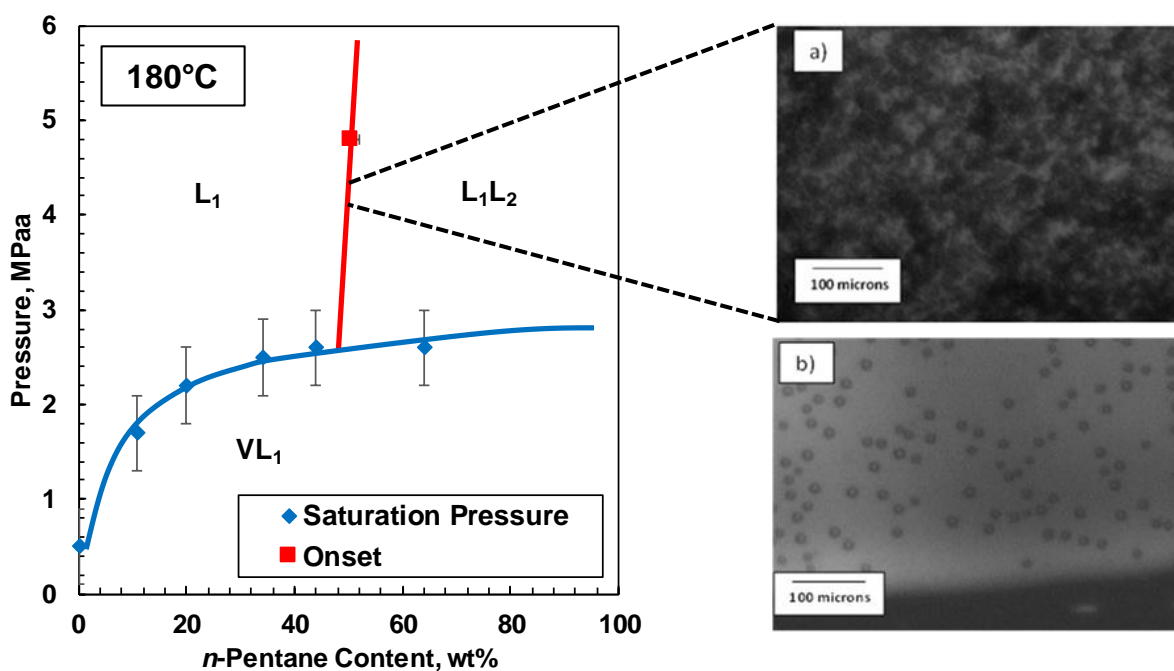 6
5
4
3
2
1
0
Pressure, MPaa
180°C
L₁
L₁L₂
VL₁
Saturation Pressure
Onset
0 20 40 60 80 100
n-Pentane Content, wt%
a)
100 microns
b)
100 microns